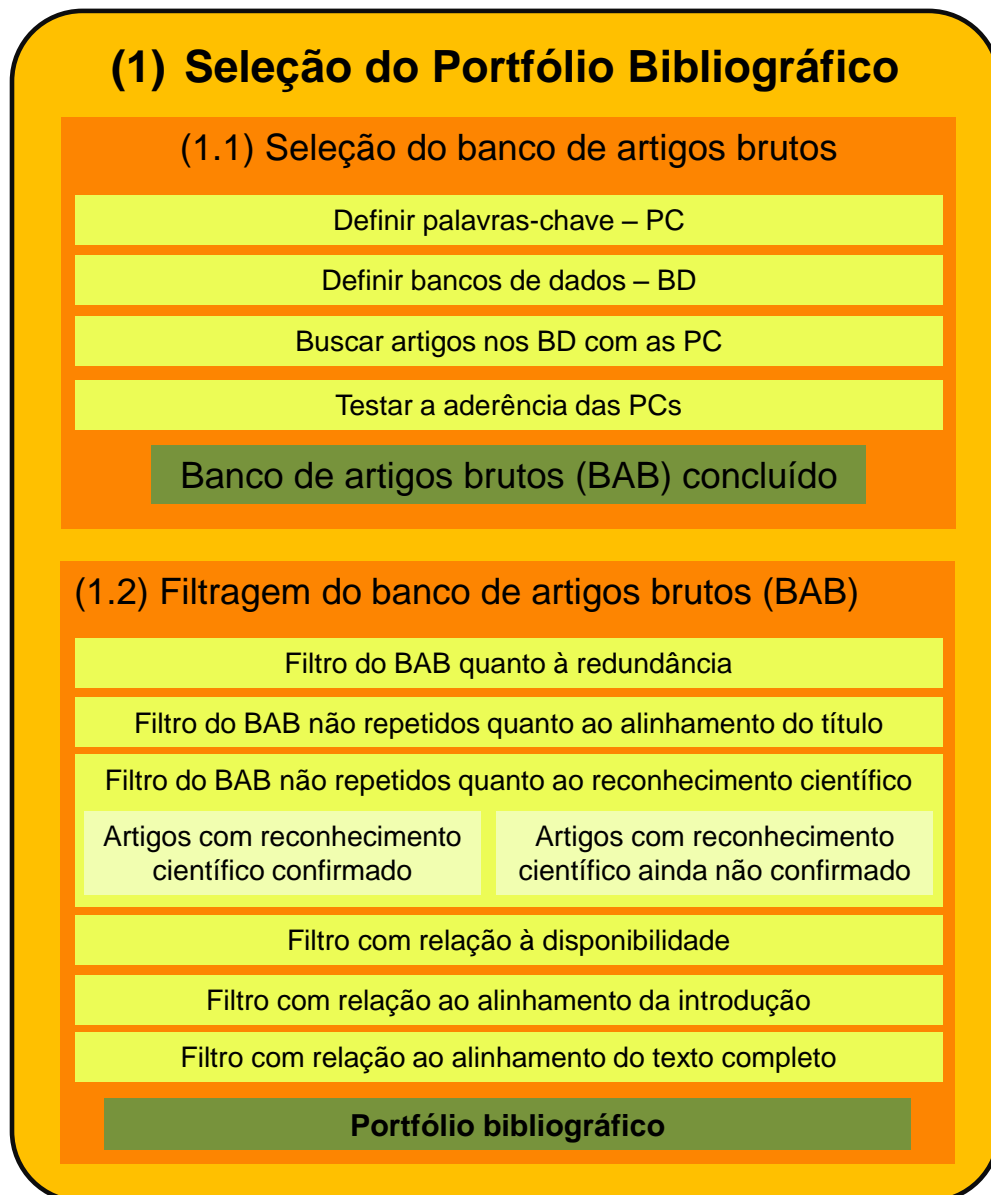 (1) Seleção do Portfólio Bibliográfico
(1.1) Seleção do banco de artigos brutos
Definir palavras-chave – PC
Definir bancos de dados – BD
Buscar artigos nos BD com as PC
Testar a aderência das PCs
Banco de artigos brutos (BAB) concluído
(1.2) Filtragem do banco de artigos brutos (BAB)
Filtro do BAB quanto à redundância
Filtro do BAB não repetidos quanto ao alinhamento do título
Filtro do BAB não repetidos quanto ao reconhecimento científico
Artigos com reconhecimento
científico confirmado
Artigos com reconhecimento
científico ainda não confirmado
Filtro com relação à disponibilidade
Filtro com relação ao alinhamento da introdução
Filtro com relação ao alinhamento do texto completo
Portfólio bibliográfico